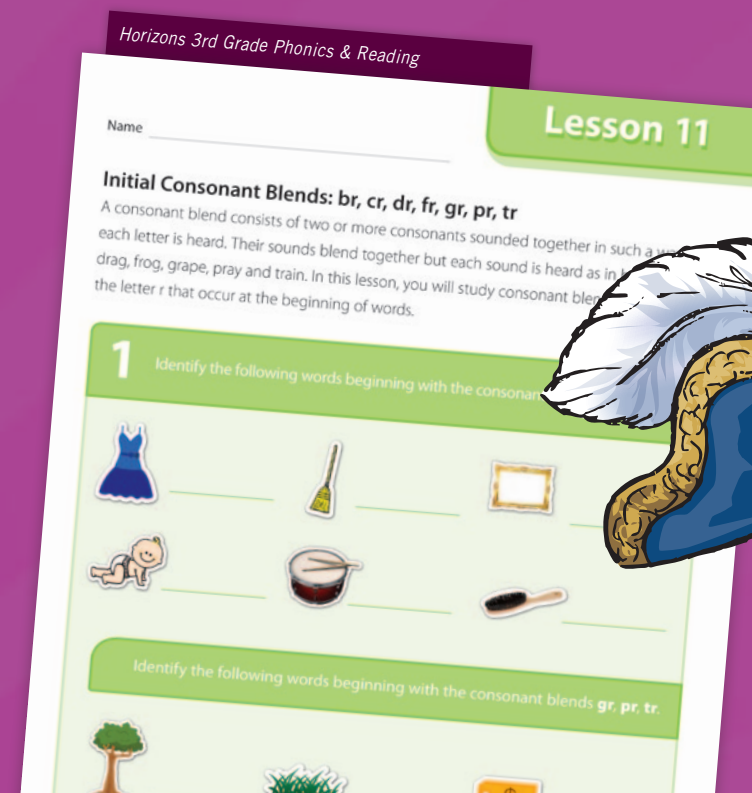 Horizons 3rd Grade Phonics & Reading
Lesson 11
Name
Initial Consonant Blends: br, cr, dr, fr, gr, pr, tr
A consonant blend consists of two or more consonants sounded together in such a
each letter is heard. Their sounds blend together but each sound is heard as in
drag, frog, grape, pray and train. In this lesson, you will study consonant
the letter r that occur at the beginning of words.
1 Identify the following words beginning with the
Identify the following words beginning with the consonant blends gr, pr, tr.